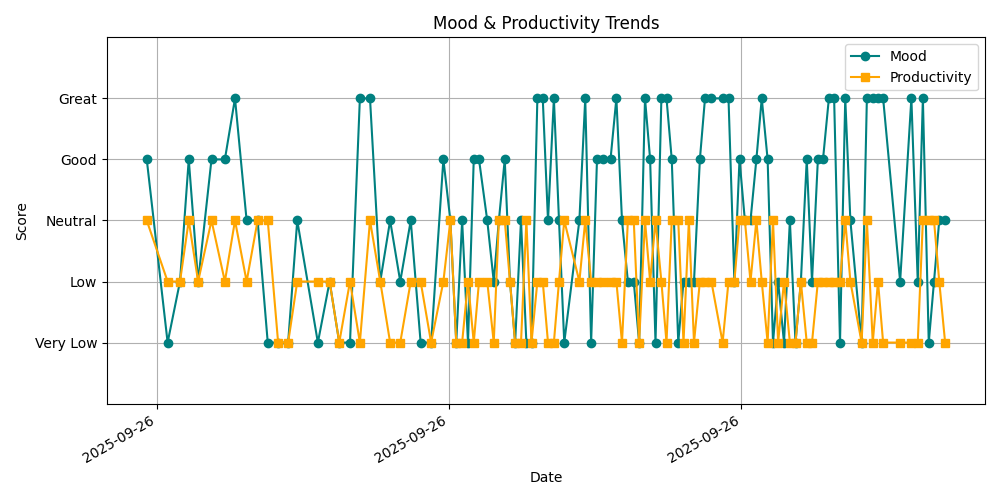 Mood & Productivity Trends
Mood
Productivity
Great
Good
Neutral
Low
Very Low
Score
2025-09-26
2025-09-26
2025-09-26
Date